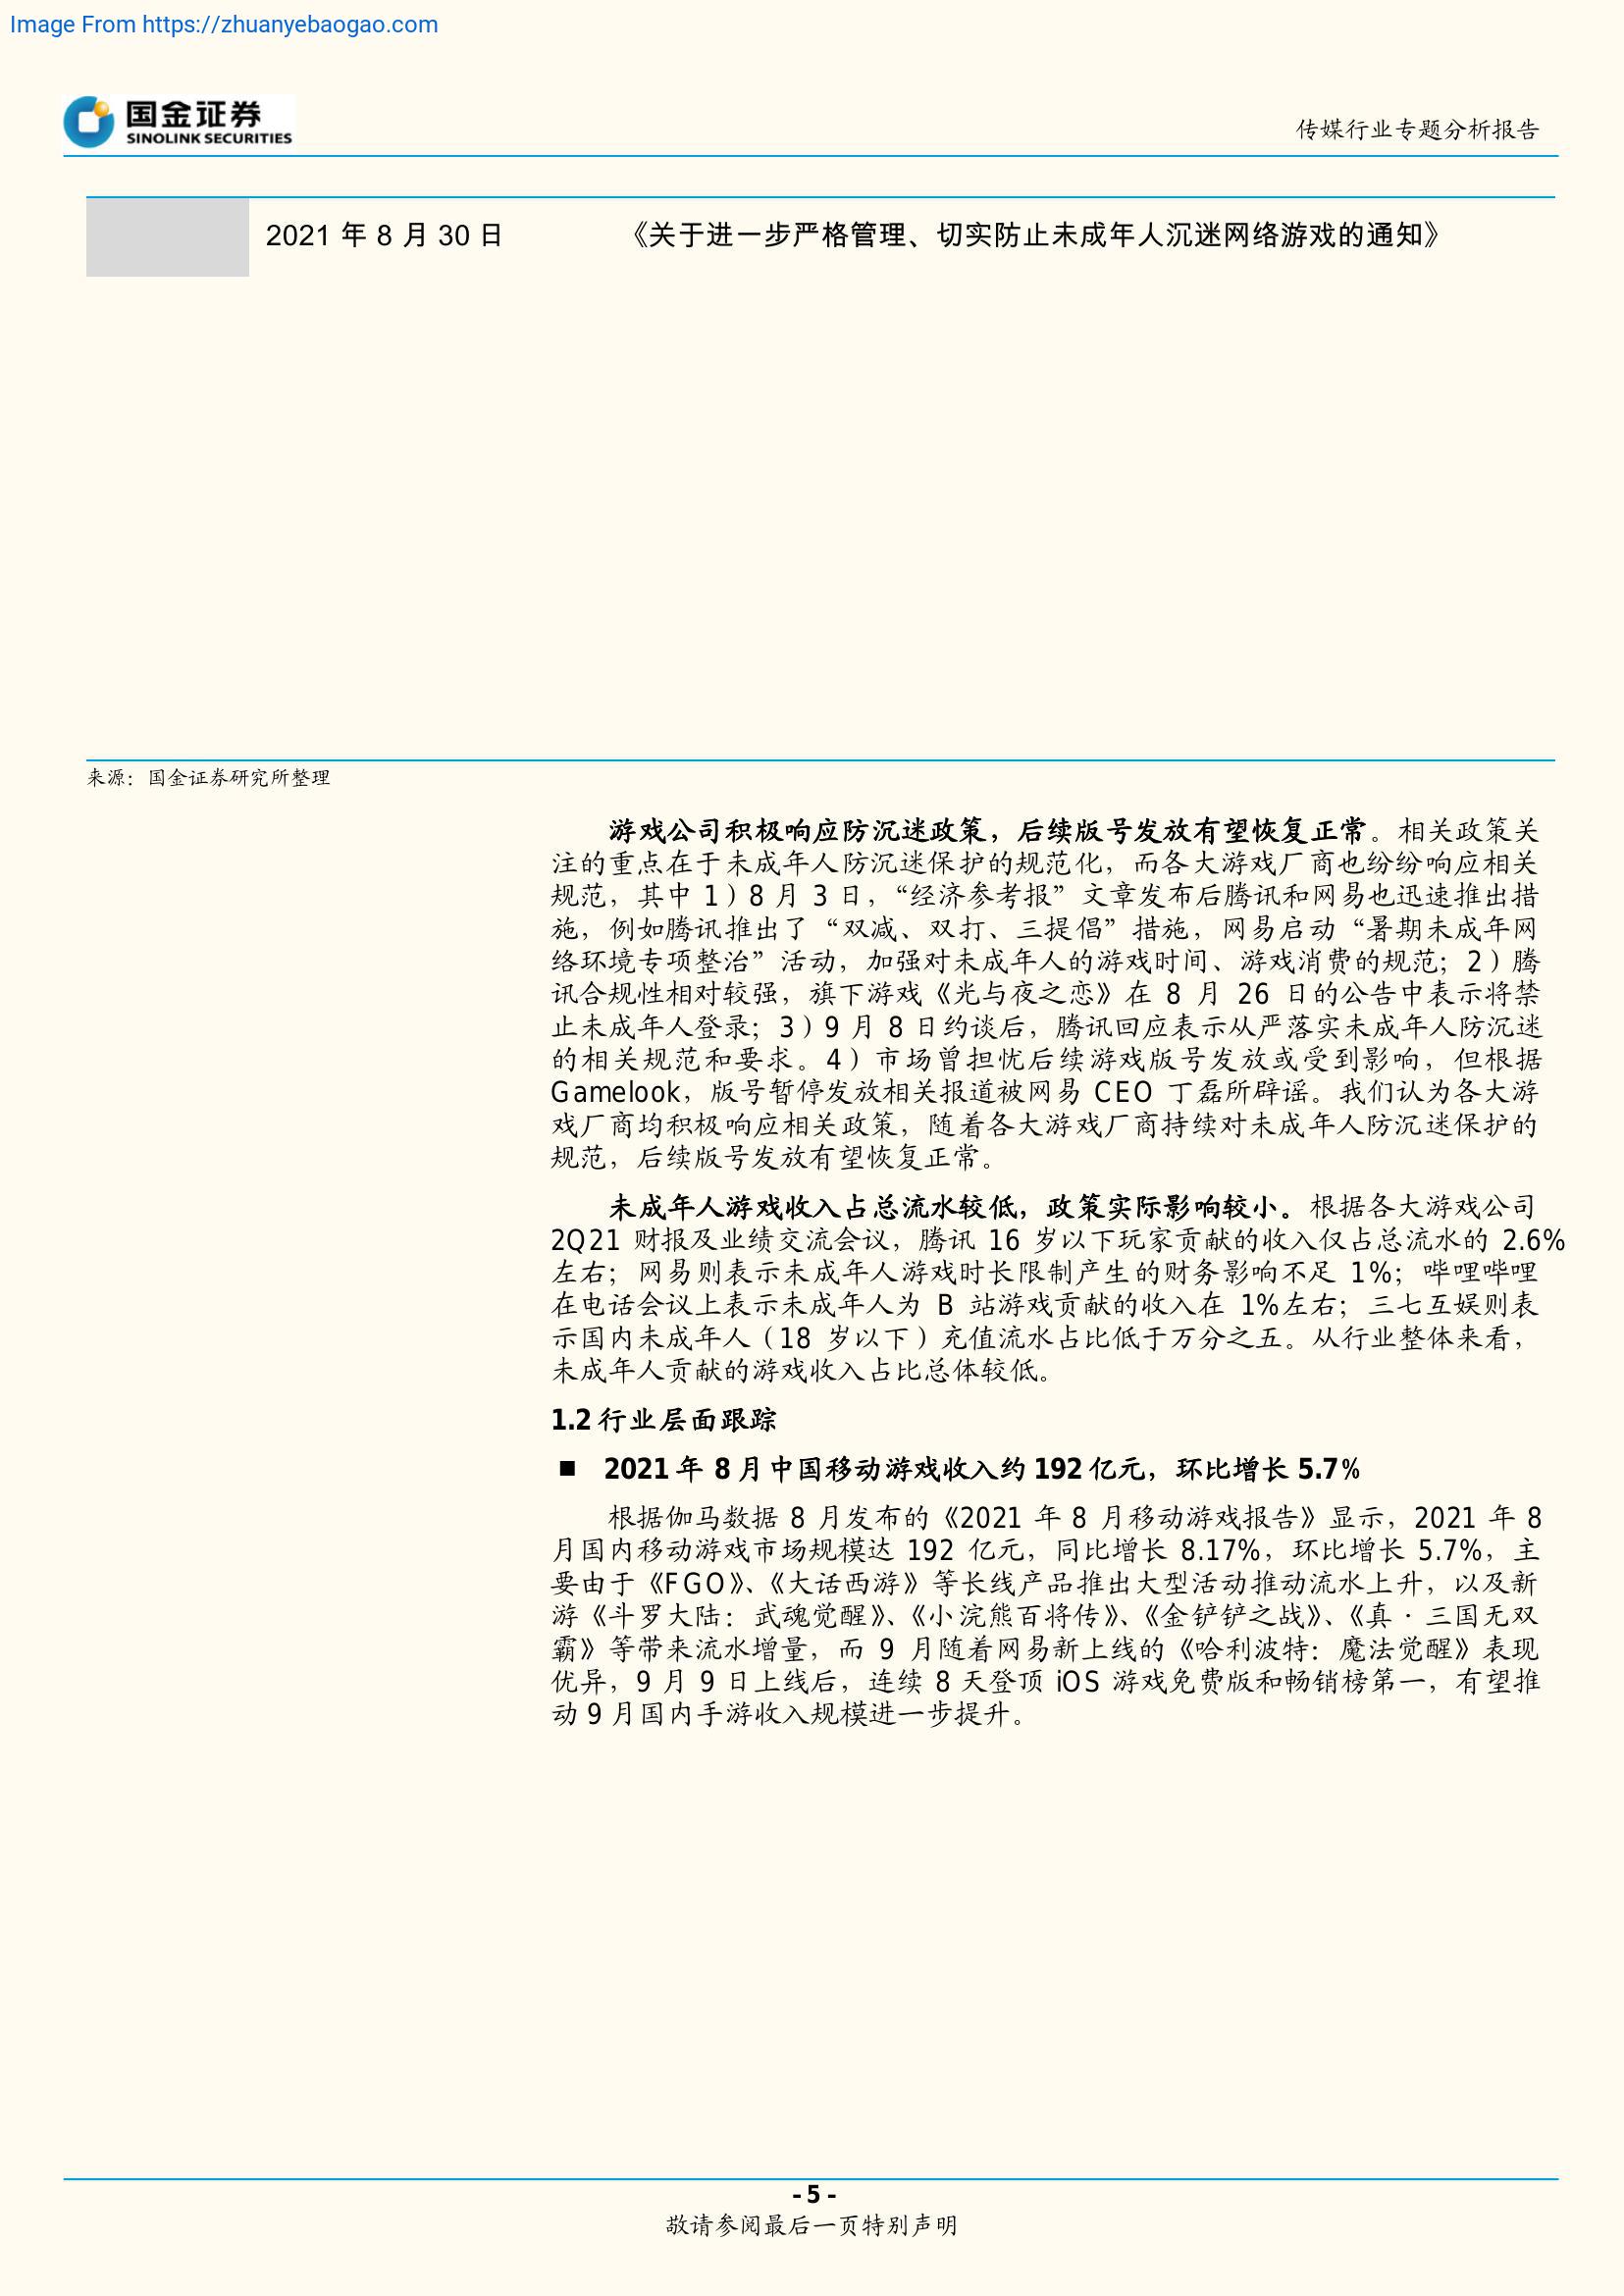 Image From https://zhuanyebaogao.com
国金证券
SINOLINK SECURITIES
传媒行业专题分析报告
2021 年 8 月 30 日 《关于进一步严格管理、切实防止未成年人沉迷网络游戏的通知》
来源：国金证券研究所整理
游戏公司积极响应防沉迷政策，后续版号发放有望恢复正常。相关政策关
注的重点在于未成年人防沉迷保护的规范化，而各大游戏厂商也纷纷响应相关
规范，其中 1）8 月 3 日，“经济参考报”文章发布后腾讯和网易也迅速推出措
施，例如腾讯推出了“双减、双打、三提倡”措施，网易启动“暑期未成年网
络环境专项整治”活动，加强对未成年人的游戏时间、游戏消费的规范；2）腾
讯合规性相对较强，旗下游戏《光与夜之恋》在 8 月 26 日的公告中表示将禁
止未成年人登录；3）9 月 8 日约谈后，腾讯回应表示从严落实未成年人防沉迷
的相关规范和要求。4）市场曾担忧后续游戏版号发放或受到影响，但根据
Gamelook，版号暂停发放相关报道被网易 CEO 丁磊所辟谣。我们认为各大游
戏厂商均积极响应相关政策，随着各大游戏厂商持续对未成年人防沉迷保护的
规范，后续版号发放有望恢复正常。
未成年人游戏收入占总流水较低，政策实际影响较小。根据各大游戏公司
2Q21 财报及业绩交流会议，腾讯 16 岁以下玩家贡献的收入仅占总流水的 2.6%
左右；网易则表示未成年人游戏时长限制产生的财务影响不足 1%；哔哩哔哩
在电话会议上表示未成年人为 B 站游戏贡献的收入在 1%左右；三七互娱则表
示国内未成年人（18 岁以下）充值流水占比低于万分之五。从行业整体来看，
未成年人贡献的游戏收入占比总体较低。
1.2 行业层面跟踪
■ 2021 年 8 月中国移动游戏收入约 192 亿元，环比增长 5.7%
根据伽马数据 8 月发布的《2021 年 8 月移动游戏报告》显示，2021 年 8
月国内移动游戏市场规模达 192 亿元，同比增长 8.17%，环比增长 5.7%，主
要由于《FGO》、《大话西游》等长线产品推出大型活动推动流水上升，以及新
游《斗罗大陆：武魂觉醒》、《小浣熊百将传》、《金铲铲之战》、《真·三国无双
霸》等带来流水增量，而 9 月随着网易新上线的《哈利波特：魔法觉醒》表现
优异，9 月 9 日上线后，连续 8 天登顶 iOS 游戏免费版和畅销榜第一，有望推
动 9 月国内手游收入规模进一步提升。
- 5 -
敬请参阅最后一页特别声明